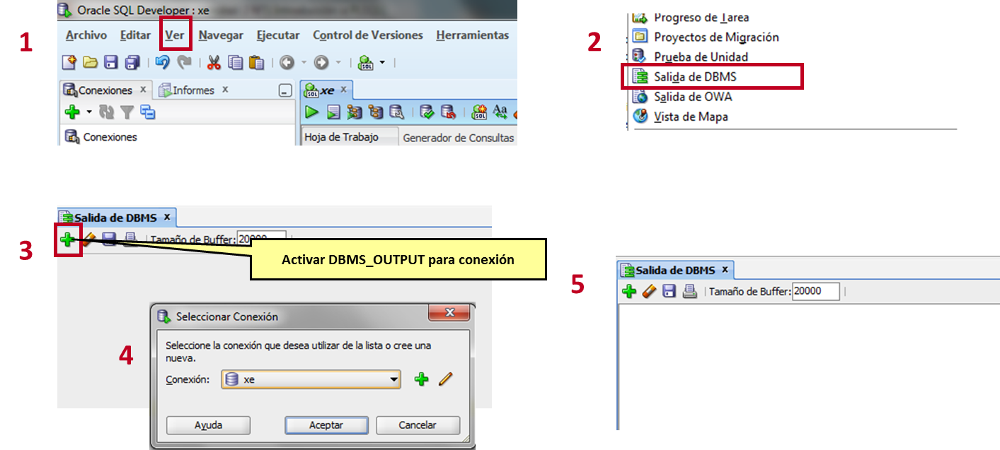 1
Oracle SQL Developer : xe
Archivo Editar Ver Navegar Ejecutar Control de Versiones Herramientas
Conexiones x Informes x
SQL xe x
SQL Aa
Conexiones
Hoja de Trabajo Generador de Consultas
2
Progreso de Tarea
Proyectos de Migración
Prueba de Unidad
Salida de DBMS
Salida de OWA
Vista de Mapa
3
Salida de DBMS x
Tamaño de Buffer: 20000
Activar DBMS_OUTPUT para conexión
4
Seleccionar Conexión
Seleccione la conexión que desea utilizar de la lista o cree una
nueva.
Conexión: xe
Ayuda Aceptar Cancelar
5
Salida de DBMS x
Tamaño de Buffer: 20000